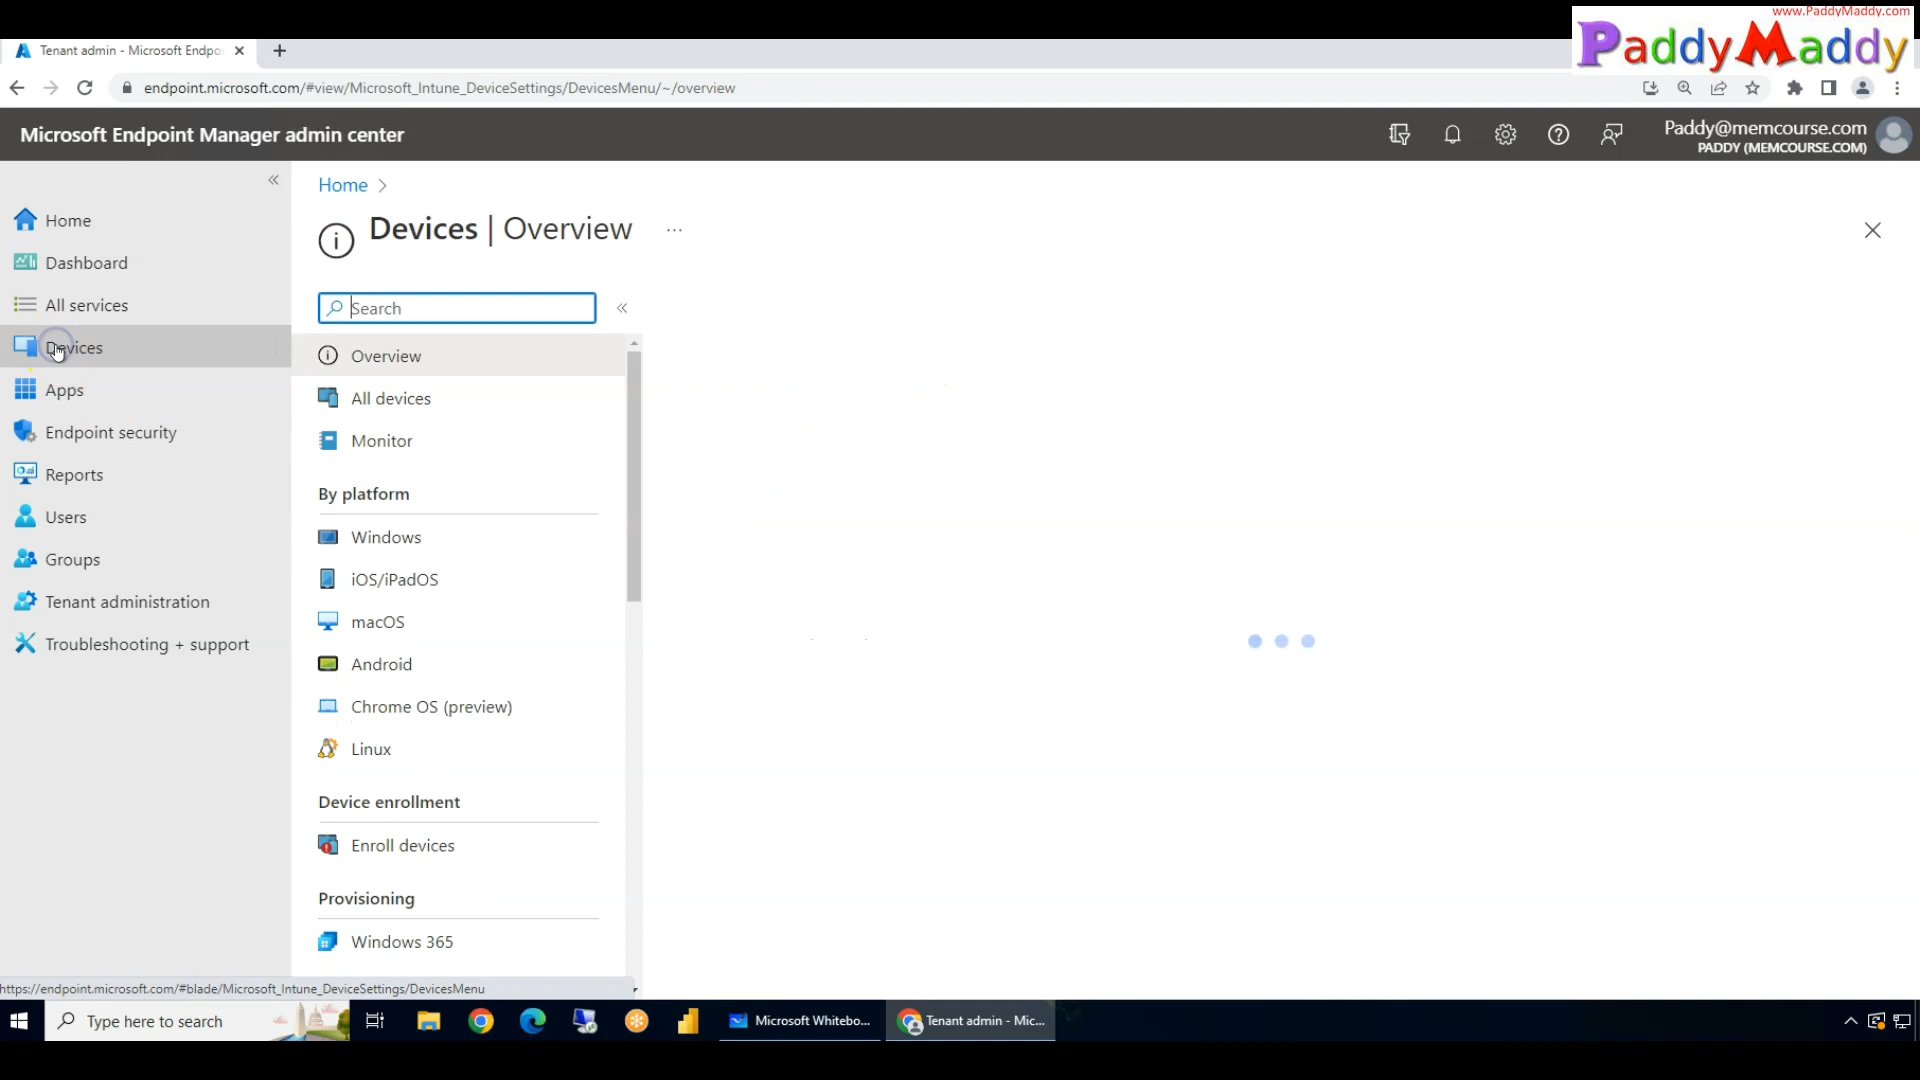 www.PaddyMaddy.com
PaddyMaddy
Tenant admin - Microsoft Endpo
endpoint.microsoft.com/#view/Microsoft_Intune_DeviceSettings/DevicesMenu/~/overview
Microsoft Endpoint Manager admin center
Paddy@memcourse.com
PADDY (MEMCOURSE.COM)
Home
Dashboard
All services
Devices
Apps
Endpoint security
Reports
Users
Groups
Tenant administration
Troubleshooting + support
Home
Devices | Overview
Search
Overview
All devices
Monitor
By platform
Windows
iOS/iPadOS
macOS
Android
Chrome OS (preview)
Linux
Device enrollment
Enroll devices
Provisioning
Windows 365
https://endpoint.microsoft.com/#blade/Microsoft_Intune_DeviceSettings/DevicesMenu
Type here to search
Microsoft Whitebo...
Tenant admin - Mic...